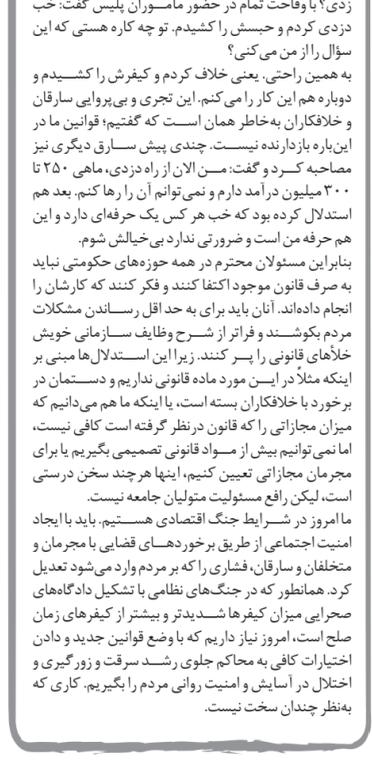 زدی؟ با وقاحت تمام در حضور ماموران پلیس گفت: خب
دزدی کردم و حبسش را کشیدم. تو چه کاره هستی که این
سؤال را از من می‌کنی؟
به همین راحتی. یعنی خلاف کردم و کیفرش را کشیدم و
دوباره هم این کار را می‌کنم. این تجری و بی‌پروایی سارقان
و خلافکاران به‌خاطر همان است که گفتیم؛ قوانین ما در
این‌باره بازدارنده نیست. چندی پیش سارق دیگری نیز
مصاحبه کرد و گفت: من الان از راه دزدی، ماهی ۲۵۰ تا
۳۰۰ میلیون درآمد دارم و نمی‌توانم آن را رها کنم. بعد هم
استدلال کرده بود که خب هر کس یک حرفه‌ای دارد و این
هم حرفه من است و ضرورتی ندارد بی‌خیالش شوم.
بنابراین مسئولان محترم در همه حوزه‌های حکومتی نباید
به صرف قانون موجود اکتفا کنند و فکر کنند که کارشان را
انجام داده‌اند. آنان باید برای به حد اقل رساندن مشکلات
مردم بکوشند و فراتر از شرح وظایف سازمانی خویش
خلأهای قانونی را پر کنند. زیرا این استدلال‌ها مبنی بر
اینکه مثلاً در این مورد ماده قانونی نداریم و دستمان در
برخورد با خلافکاران بسته است، یا اینکه ما هم می‌دانیم که
میزان مجازاتی را که قانون درنظر گرفته است کافی نیست،
اما نمی‌توانیم بیش از مواد قانونی تصمیمی بگیریم یا برای
مجرمان مجازاتی تعیین کنیم، اینها هرچند سخن درستی
است، لیکن رافع مسئولیت متولیان جامعه نیست.
ما امروز در شرایط جنگ اقتصادی هستیم. باید با ایجاد
امنیت اجتماعی از طریق برخوردهای قضایی با مجرمان و
متخلفان و سارقان، فشاری را که بر مردم وارد می‌شود تعدیل
کرد. همانطور که در جنگ‌های نظامی با تشکیل دادگاه‌های
صحرایی میزان کیفرها شدیدتر و بیشتر از کیفرهای زمان
صلح است، امروز نیاز داریم که با وضع قوانین جدید و دادن
اختیارات کافی به محاکم جلوی رشد سرقت و زورگیری و
اختلال در آسایش و امنیت روانی مردم را بگیریم. کاری که
به‌نظر چندان سخت نیست.